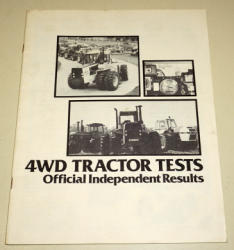 4WD TRACTOR TESTS
Official Independent Results